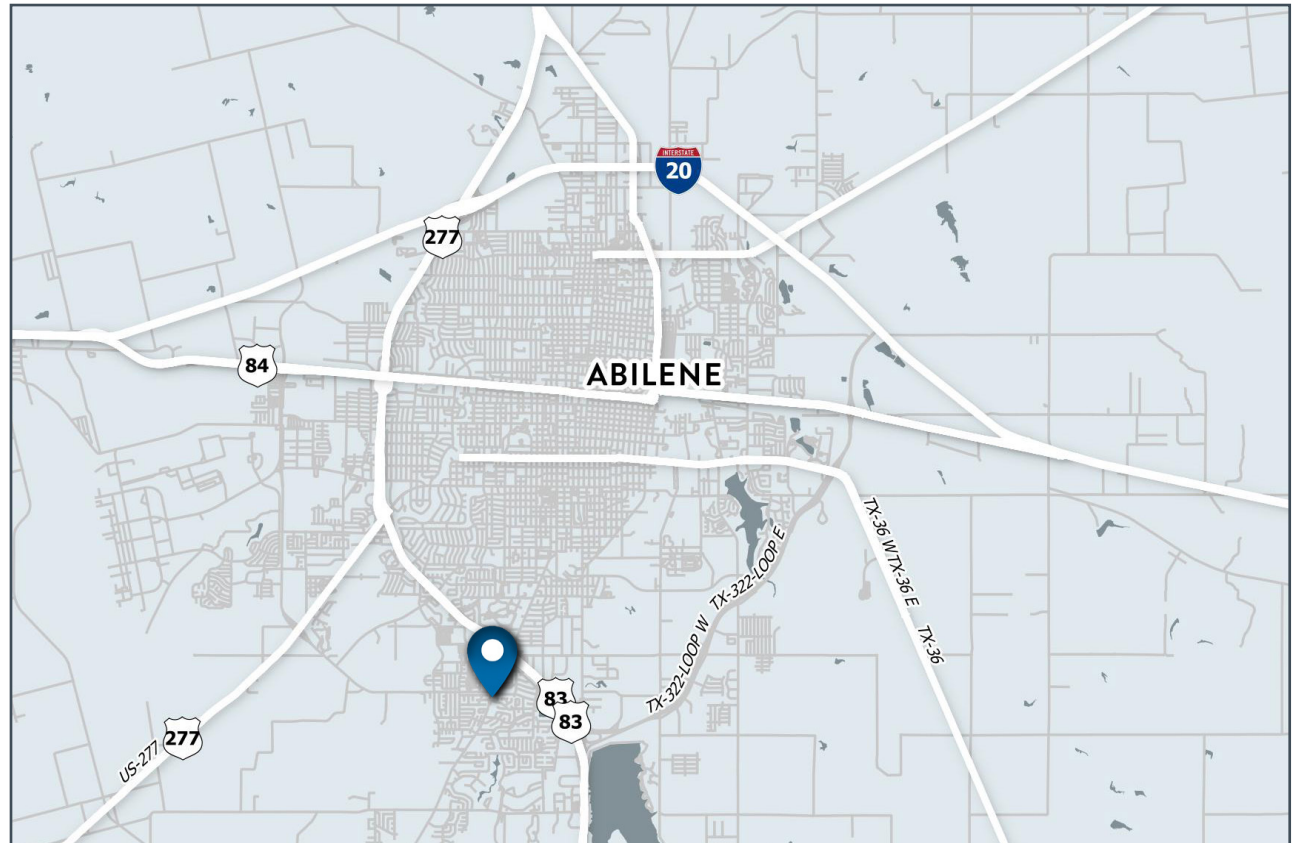 INTERSTATE
20
277
84
ABILENE
TX-36 W
TX-36 E
TX-36
TX-322-LOOP E
TX-322-LOOP W
83
83
277
US-277